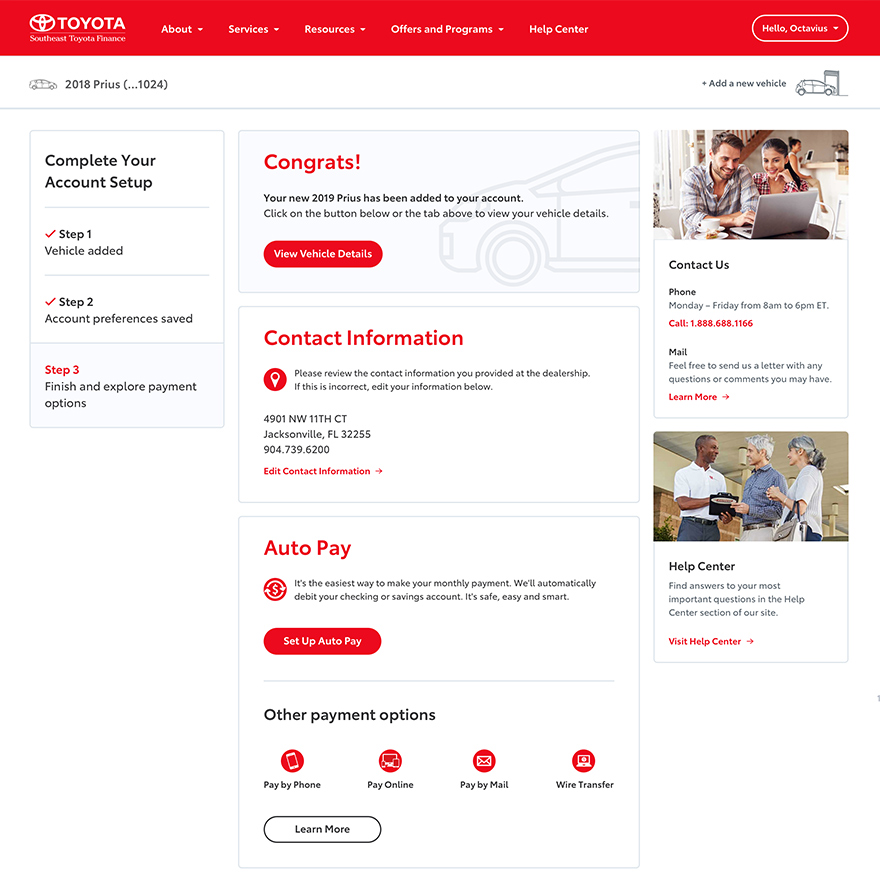 TOYOTA
Southeast Toyota Finance
About
Services
Resources
Offers and Programs
Help Center
Hello, Octavius
2018 Prius (...1024)
+ Add a new vehicle
Complete Your
Account Setup
Step 1
Vehicle added
Step 2
Account preferences saved
Step 3
Finish and explore payment
options
Congrats!
Your new 2019 Prius has been added to your account.
Click on the button below or the tab above to view your vehicle details.
View Vehicle Details
Contact Information
Please review the contact information you provided at the dealership.
If this is incorrect, edit your information below.
4901 NW 11TH CT
Jacksonville, FL 32255
904.739.6200
Edit Contact Information →
Auto Pay
It's the easiest way to make your monthly payment. We'll automatically
debit your checking or savings account. It's safe, easy and smart.
Set Up Auto Pay
Other payment options
Pay by Phone
Pay Online
Pay by Mail
Wire Transfer
Learn More
Contact Us
Phone
Monday – Friday from 8am to 6pm ET.
Call: 1.888.688.1166
Mail
Feel free to send us a letter with any
questions or comments you may have.
Learn More →
Help Center
Find answers to your most
important questions in the Help
Center section of our site.
Visit Help Center →